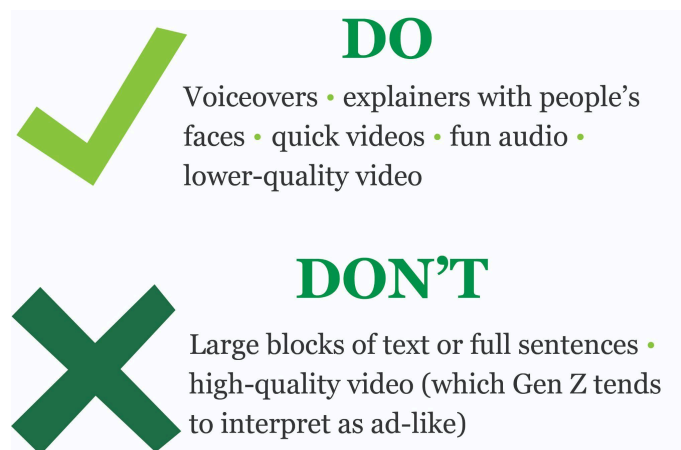 DO
Voiceovers • explainers with people’s
faces • quick videos • fun audio •
lower-quality video
DON’T
Large blocks of text or full sentences •
high-quality video (which Gen Z tends
to interpret as ad-like)